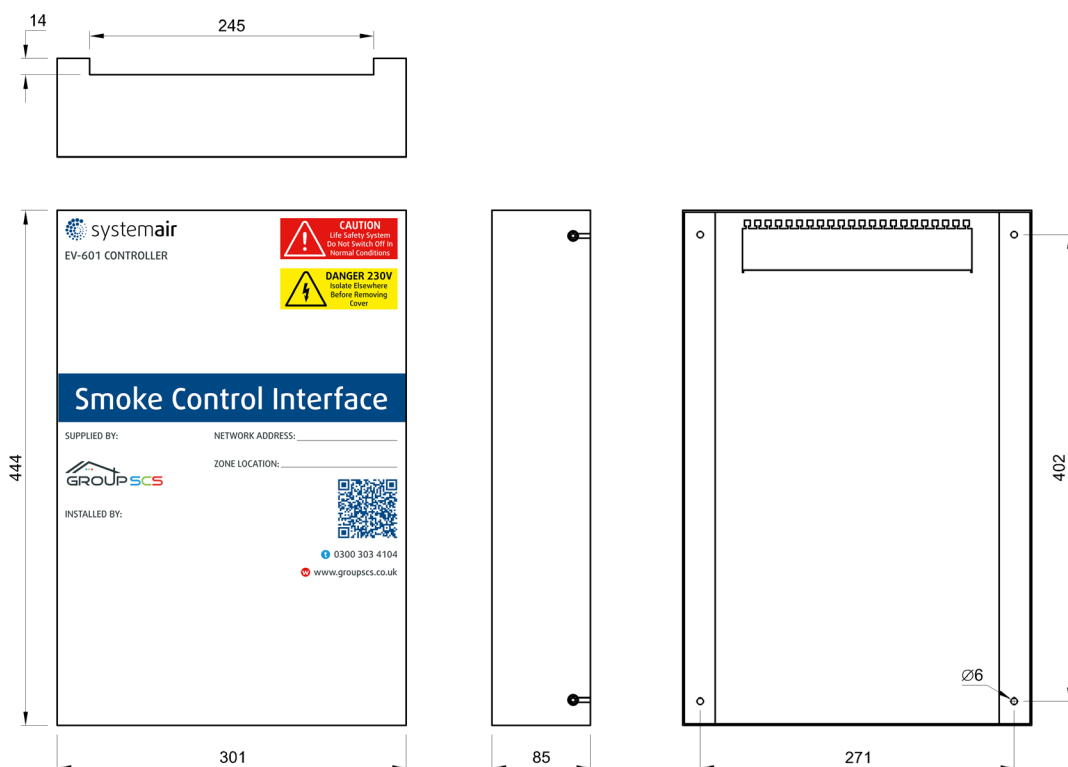 14
245
systemair
EV-601 CONTROLLER
CAUTION
Life Safety System
Do Not Switch Off In
Normal Conditions
DANGER 230V
Isolate Elsewhere
Before Removing
Cover
Smoke Control Interface
SUPPLIED BY:
NETWORK ADDRESS:
GROUP SCS
ZONE LOCATION:
INSTALLED BY:
t 0300 303 4104
w www.groupscs.co.uk
444
402
Ø6
301
85
271